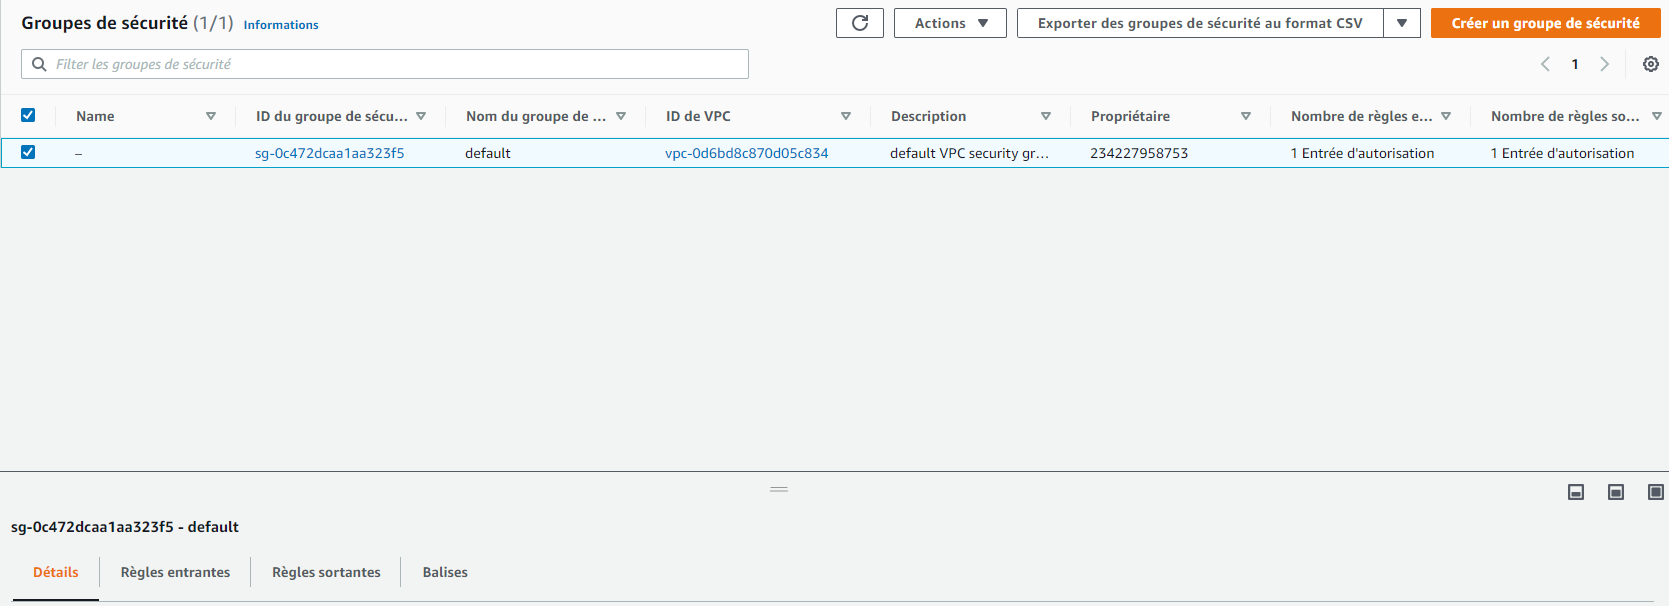 Groupes de sécurité (1/1) Informations
Actions
Exporter des groupes de sécurité au format CSV
Créer un groupe de sécurité
Filter les groupes de sécurité
1
Name ID du groupe de sécu... Nom du groupe de ... ID de VPC Description Propriétaire Nombre de règles e... Nombre de règles so...
– sg-0c472dcaa1aa323f5 default vpc-0d6bd8c870d05c834 default VPC security gr... 234227958753 1 Entrée d'autorisation 1 Entrée d'autorisation
sg-0c472dcaa1aa323f5 - default
Détails Règles entrantes Règles sortantes Balises